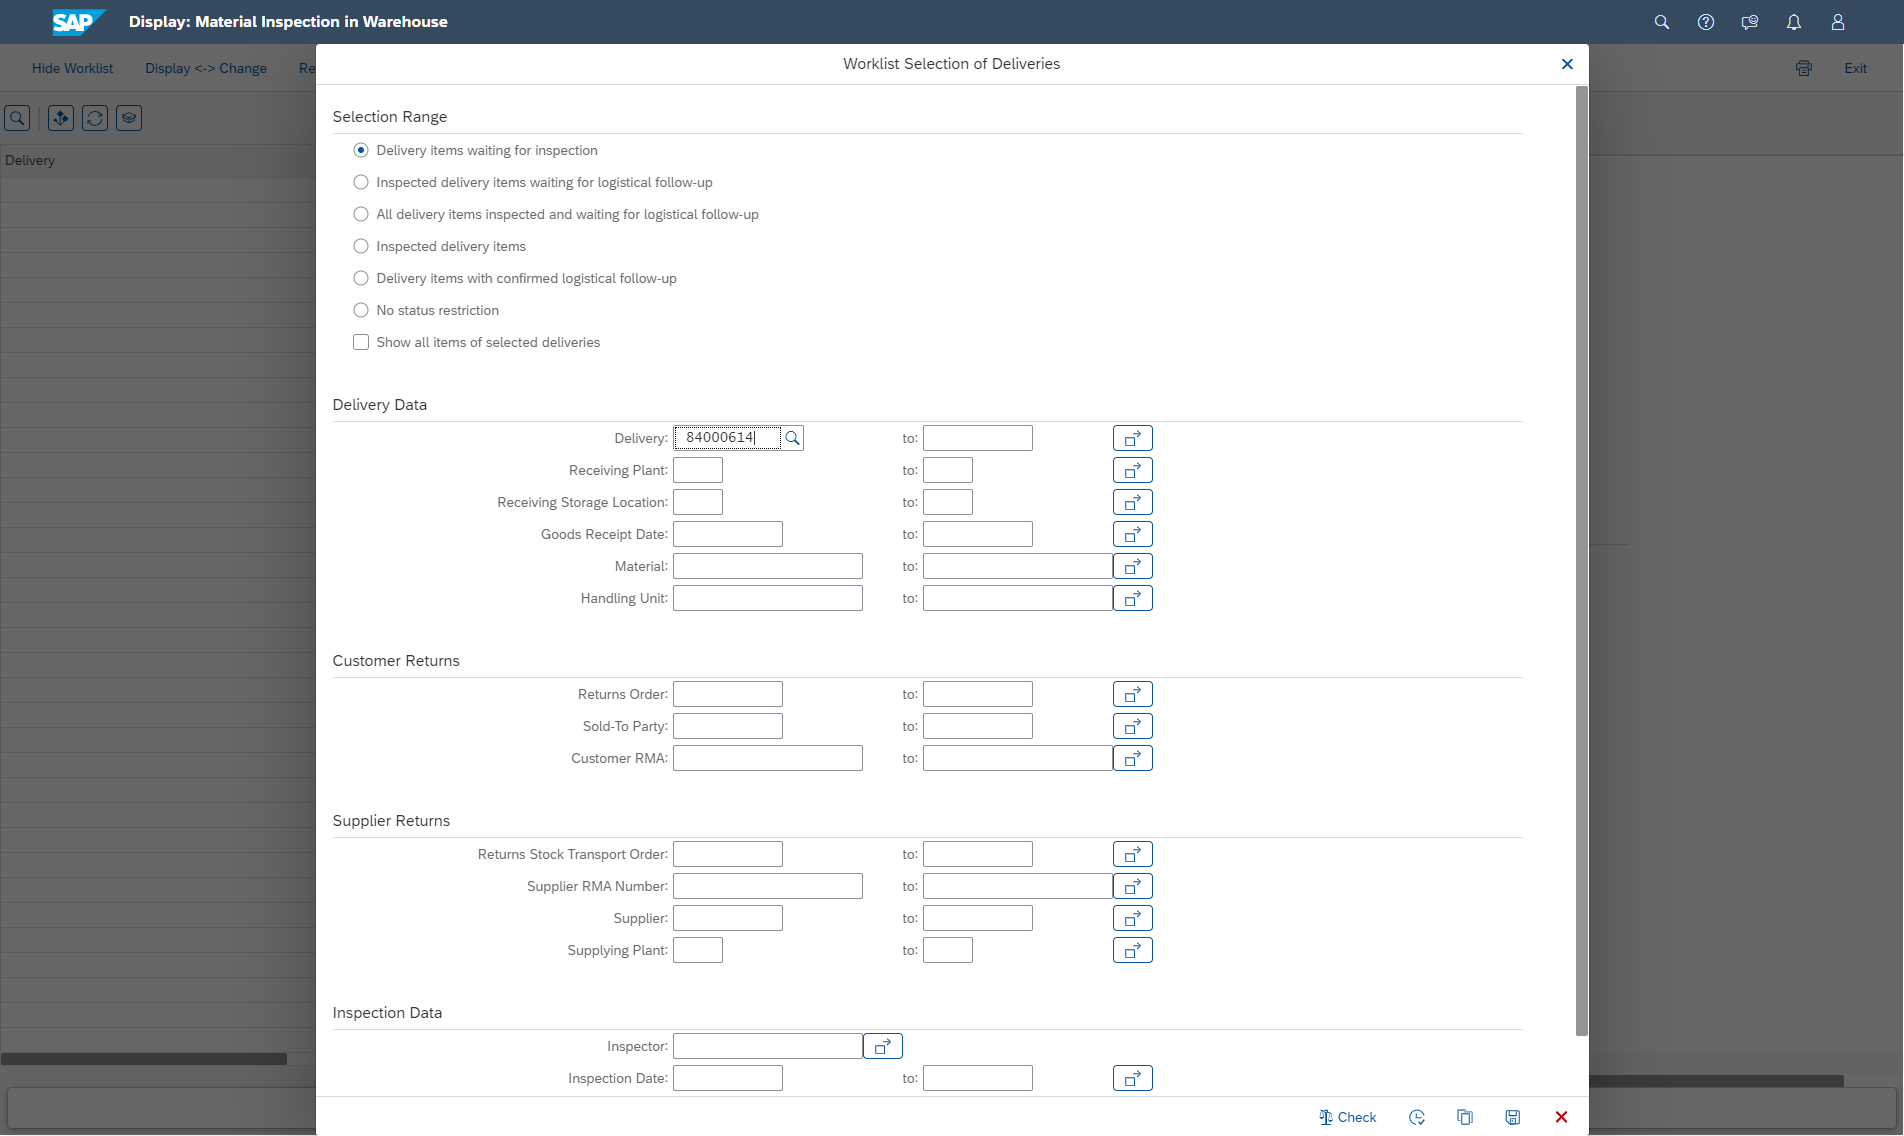 SAP Display: Material Inspection in Warehouse
Hide Worklist Display <-> Change Re Exit
Delivery
Worklist Selection of Deliveries
Selection Range
Delivery items waiting for inspection
Inspected delivery items waiting for logistical follow-up
All delivery items inspected and waiting for logistical follow-up
Inspected delivery items
Delivery items with confirmed logistical follow-up
No status restriction
Show all items of selected deliveries
Delivery Data
Delivery: 84000614 to:
Receiving Plant: to:
Receiving Storage Location: to:
Goods Receipt Date: to:
Material: to:
Handling Unit: to:
Customer Returns
Returns Order: to:
Sold-To Party: to:
Customer RMA: to:
Supplier Returns
Returns Stock Transport Order: to:
Supplier RMA Number: to:
Supplier: to:
Supplying Plant: to:
Inspection Data
Inspector:
Inspection Date: to:
Check